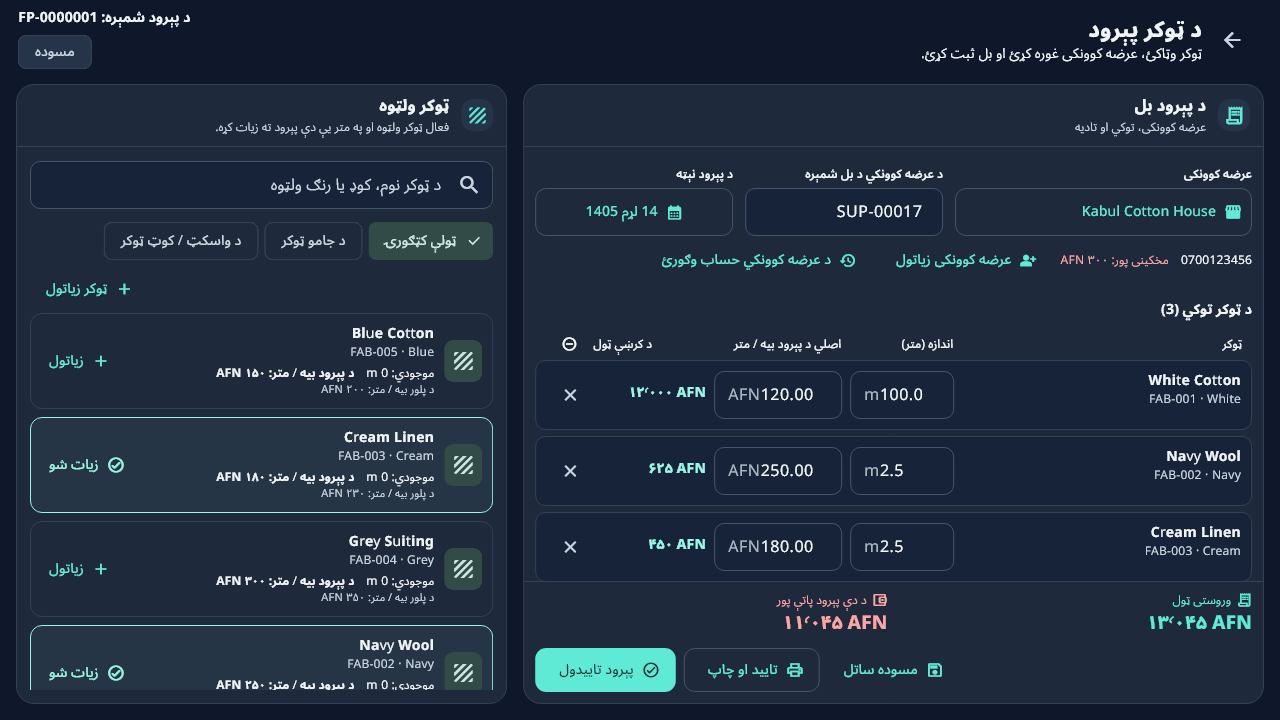 د ټوکر پېرود
ټوکر وټاکئ، عرضه کوونکی غوره کړئ او بل ثبت کړئ.
د پېرود شمېره: FP-0000001
مسوده
د پېرود بل
عرضه کوونکی، توکي او تادیه
عرضه کوونکی
د عرضه کوونکي د بل شمېره
د پېرود نېټه
Kabul Cotton House
SUP-00017
14 لړم 1405
0700123456
مخکینی پور: ۳۰۰ AFN
عرضه کوونکی زیاتول
د عرضه کوونکي حساب وګورئ
د ټوکر توکي (3)
ټوکر
اندازه (متر)
اصلي د پېرود بیه / متر
د کرښې ټول
White Cotton
FAB-001 · White
m100.0
AFN120.00
۱۲٬۰۰۰ AFN
Navy Wool
FAB-002 · Navy
m2.5
AFN250.00
۶۲۵ AFN
Cream Linen
FAB-003 · Cream
m2.5
AFN180.00
۴۵۰ AFN
وروستی ټول
۱۳٬۰۴۵ AFN
د دې پېرود پاتې پور
۱۱٬۰۴۵ AFN
مسوده ساتل
تایید او چاپ
پېرود تاییدول
ټوکر ولټوه
فعال ټوکر ولټوه او په متر یې دې پېرود ته زیات کړه.
د ټوکر نوم، کوډ یا رنګ ولټوه
ټولې کټګورۍ
د جامو ټوکر
د واسکټ / کوټ ټوکر
ټوکر زیاتول
Blue Cotton
FAB-005 · Blue
موجودي: 0 m د پېرود بیه / متر: ۱۵۰ AFN
د پلور بیه / متر: ۲۰۰ AFN
زیاتول
Cream Linen
FAB-003 · Cream
موجودي: 0 m د پېرود بیه / متر: ۱۸۰ AFN
د پلور بیه / متر: ۲۳۰ AFN
زیات شو
Grey Suiting
FAB-004 · Grey
موجودي: 0 m د پېرود بیه / متر: ۳۰۰ AFN
د پلور بیه / متر: ۳۵۰ AFN
زیاتول
Navy Wool
FAB-002 · Navy
موجودي: 0 m د پېرود بیه / متر: ۲۵۰ AFN
زیات شو